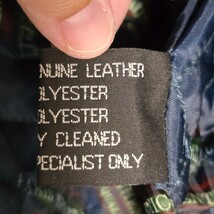 NUINE LEATHER
OLYESTER
OLYESTER
Y CLEANED
PECIALIST ONLY